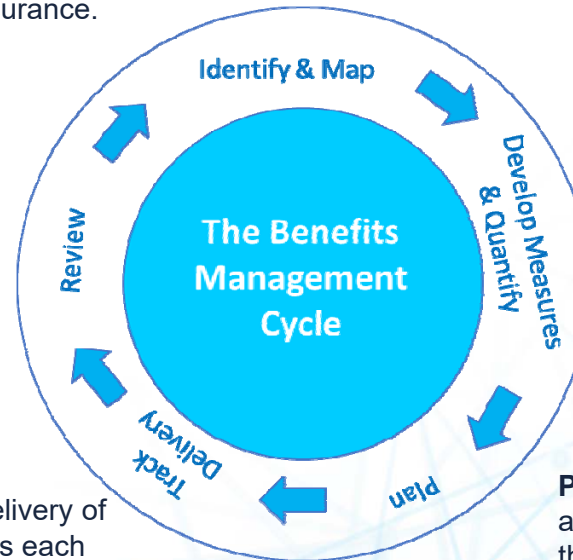 urance.
Identify & Map
Develop Measures
& Quantify
Plan
Track
Delivery
Review
The Benefits
Management
Cycle
elivery of
s each
P
a
th